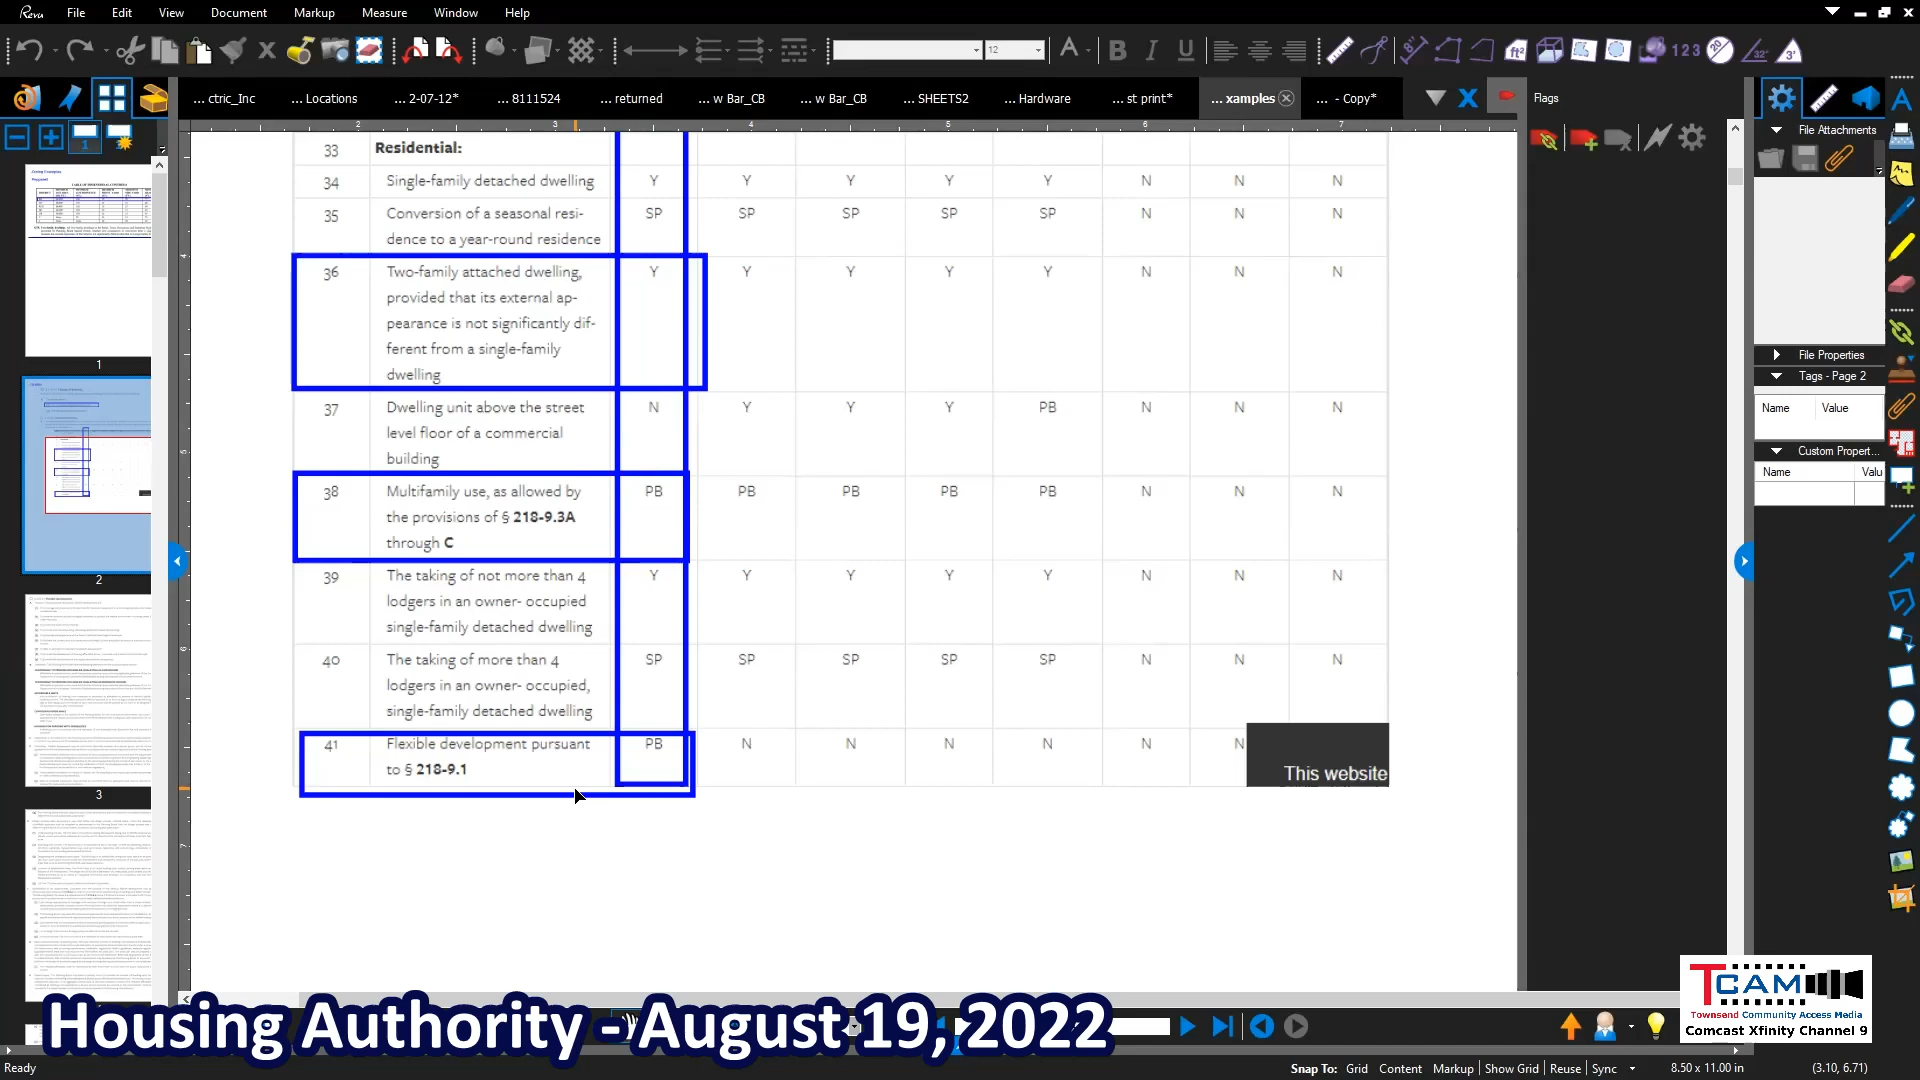 Revu File Edit View Document Markup Measure Window Help
12
1 2 3
... ctric_Inc ... Locations ... 2-07-12* ... 8111524 ... returned ... w Bar_CB ... w Bar_CB ... SHEETS2 ... Hardware ... st print* ... xamples ... - Copy*
Flags
File Attachments
File Properties
Tags - Page 2
Name Value
Custom Propert...
Name Valu
2 3 4 5 6 7
33 Residential:
34 Single-family detached dwelling Y Y Y Y Y N N N
35 Conversion of a seasonal resi- SP SP SP SP SP N N N
dence to a year-round residence
36 Two-family attached dwelling, Y Y Y Y Y N N N
provided that its external ap-
pearance is not significantly dif-
ferent from a single-family
dwelling
37 Dwelling unit above the street N Y Y Y PB N N N
level floor of a commercial
building
38 Multifamily use, as allowed by PB PB PB PB PB N N N
the provisions of § 218-9.3A
through C
39 The taking of not more than 4 Y Y Y Y Y N N N
lodgers in an owner- occupied
single-family detached dwelling
40 The taking of more than 4 SP SP SP SP SP N N N
lodgers in an owner- occupied,
single-family detached dwelling
41 Flexible development pursuant PB N N N N N N
to § 218-9.1
This website
1
2
3
Housing Authority - August 19, 2022
TCAM
Townsend Community Access Media
Comcast Xfinity Channel 9
Ready
Snap To: Grid Content Markup Show Grid Reuse Sync 8.50 x 11.00 in (3.10, 6.71)